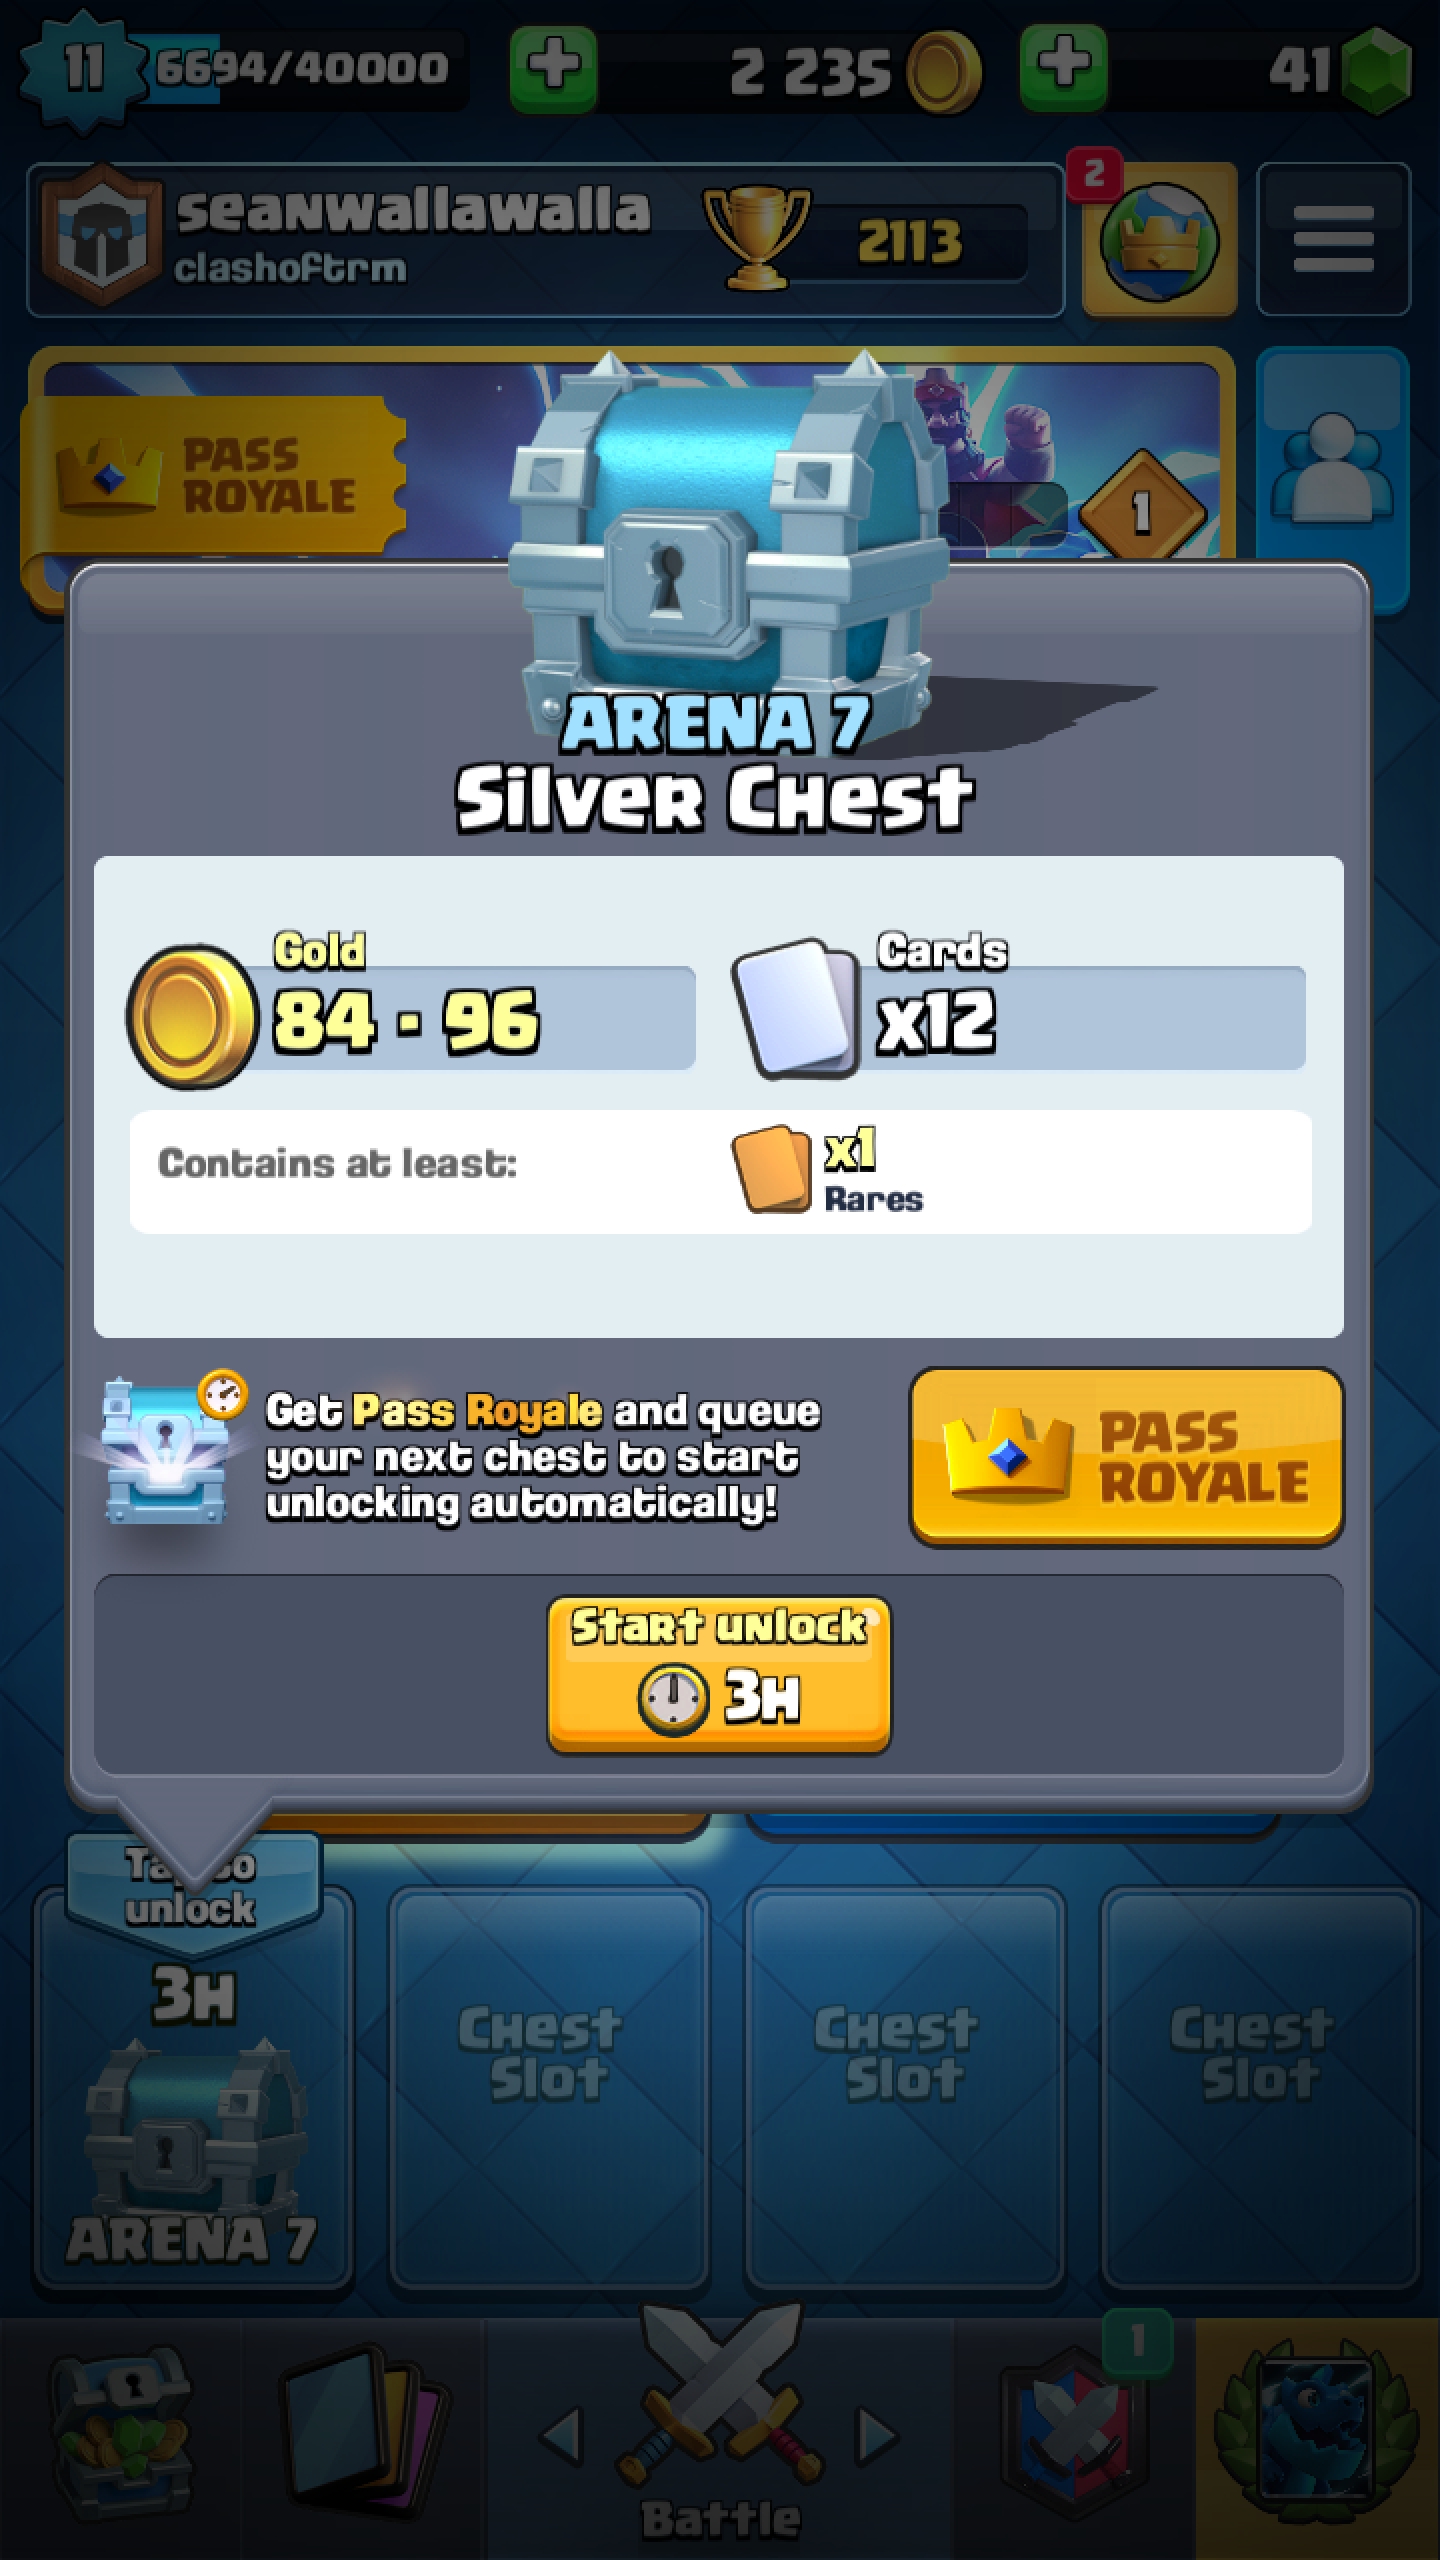 11
6694/40000
2 235
41
seanwallawalla
clashoftrm
2113
2
PASS
ROYALE
1
ARENA 7
Silver Chest
Gold
84 - 96
Cards
x12
Contains at least:
x1
Rares
Get Pass Royale and queue
your next chest to start
unlocking automatically!
PASS
ROYALE
Start unlock
3H
Tap to
unlock
3H
ARENA 7
Chest
Slot
Chest
Slot
Chest
Slot
1
Battle